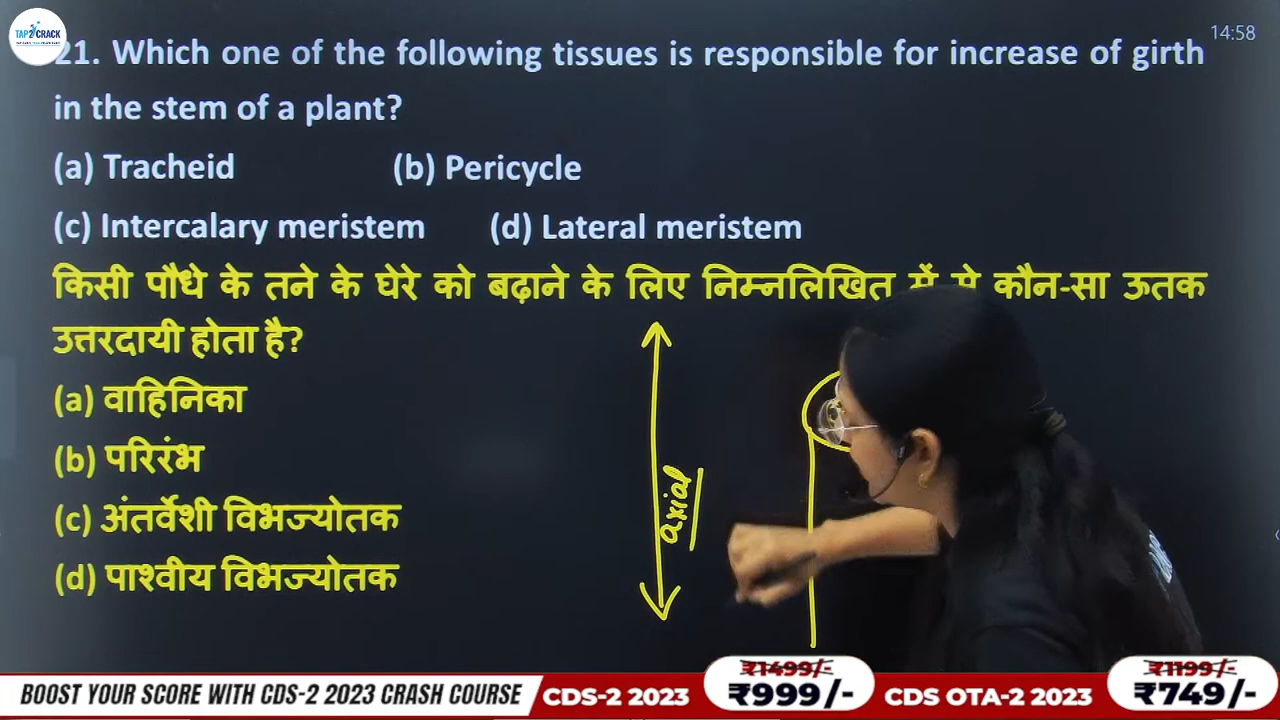 TAP2CRACK
14:58
21. Which one of the following tissues is responsible for increase of girth
in the stem of a plant?
(a) Tracheid (b) Pericycle
(c) Intercalary meristem (d) Lateral meristem
किसी पौधे के तने के घेरे को बढ़ाने के लिए निम्नलिखित में से कौन-सा ऊतक
उत्तरदायी होता है?
(a) वाहिनिका
(b) परिरंभ
(c) अंतर्वेशी विभज्योतक
(d) पाश्वीय विभज्योतक
axial
BOOST YOUR SCORE WITH CDS-2 2023 CRASH COURSE CDS-2 2023 ₹1499/- ₹999/- CDS OTA-2 2023 ₹1199/- ₹749/-